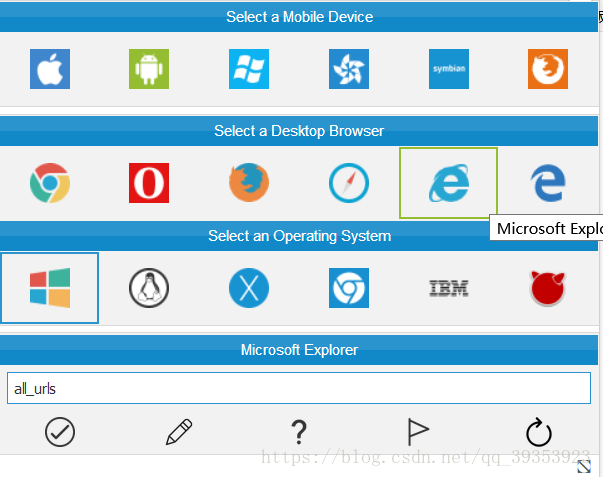 Select a Mobile Device
symbian
Select a Desktop Browser
Microsoft Explo
Select an Operating System
IBM
Microsoft Explorer
all_urls
https://blog.csdn.net/qq_39353923